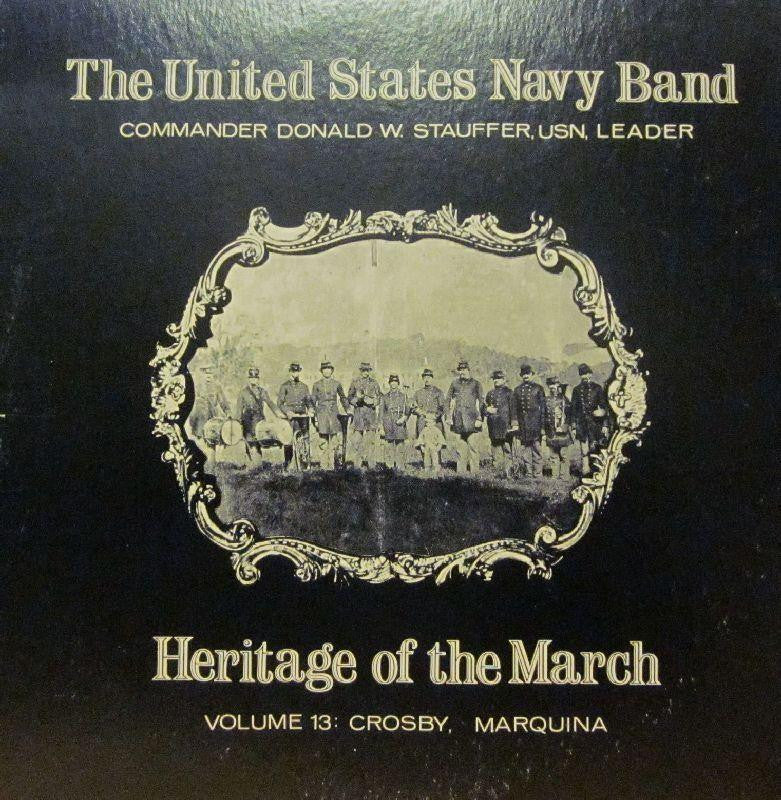 The United States Navy Band
COMMANDER DONALD W. STAUFFER, USN, LEADER
Heritage of the March
VOLUME 13: CROSBY, MARQUINA